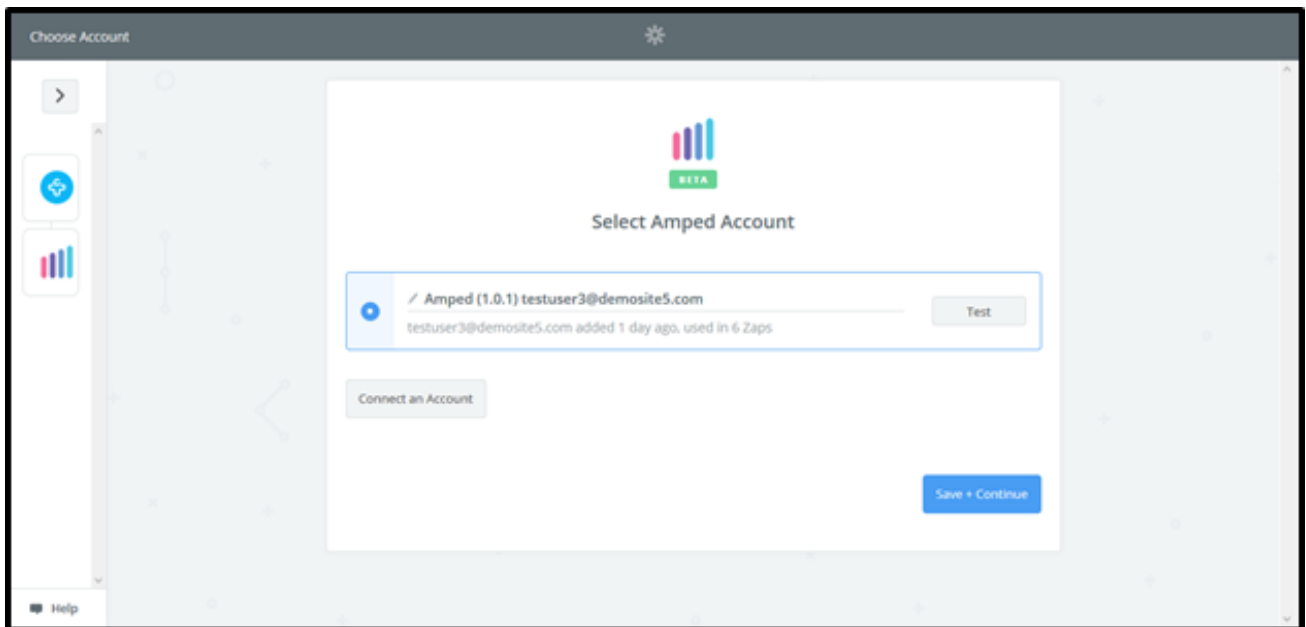 Choose Account
BETA
Select Amped Account
Amped (1.0.1) testuser3@demosite5.com
testuser3@demosite5.com added 1 day ago, used in 6 Zaps
Test
Connect an Account
Save + Continue
Help